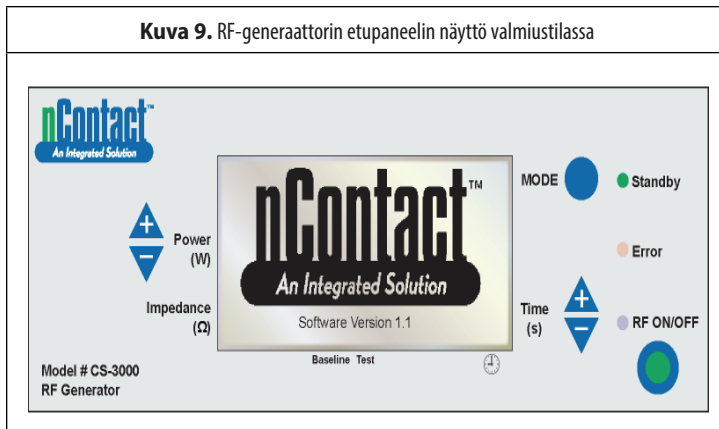 Kuva 9. RF-generaattorin etupaneelin näyttö valmiustilassa
nContact™
An Integrated Solution
Power
(W)
Impedance
(Ω)
Model # CS-3000
RF Generator
nContact™
An Integrated Solution
Software Version 1.1
Baseline Test
MODE
Time
(s)
Standby
Error
RF ON/OFF